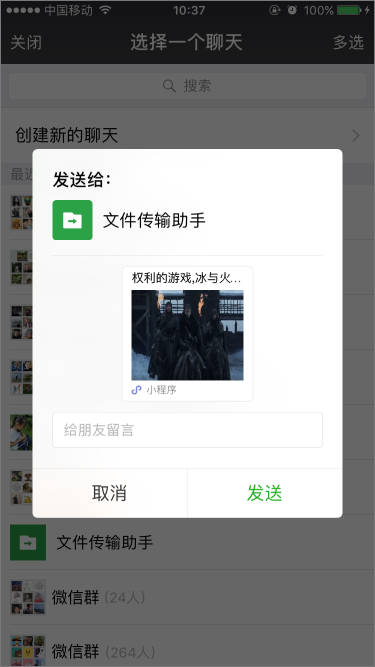 中国移动 10:37 100%
关闭 选择一个聊天 多选
搜索
创建新的聊天
最近
发送给:
文件传输助手
权利的游戏,冰与火…
小程序
给朋友留言
取消 发送
文件传输助手
微信群 (24人)
微信群 (264人)